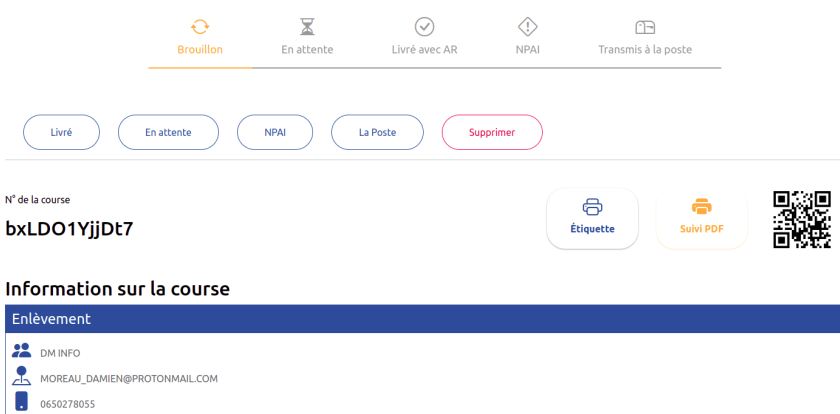 Brouillon En attente Livré avec AR NPAI Transmis à la poste
Livré En attente NPAI La Poste Supprimer
N° de la course
bxLDO1YjjDt7
Étiquette Suivi PDF
Information sur la course
Enlèvement
DM INFO
MOREAU_DAMIEN@PROTONMAIL.COM
0650278055